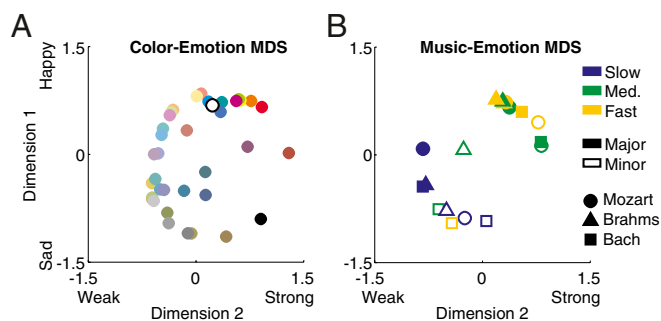 A
Color-Emotion MDS
1.5
0
-1.5
Happy
Dimension 1
Sad
-1.5
0
1.5
Weak
Strong
Dimension 2
B
Music-Emotion MDS
1.5
0
-1.5
-1.5
0
1.5
Weak
Strong
Dimension 2
Slow
Med.
Fast
Major
Minor
Mozart
Brahms
Bach